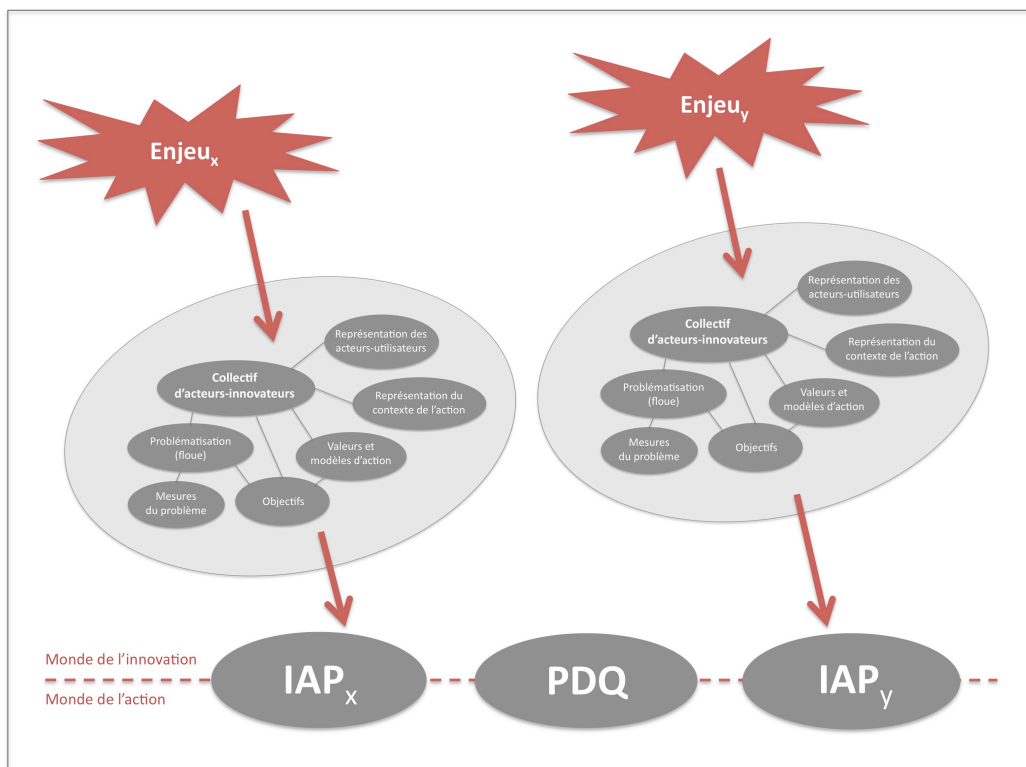 Enjeux
Enjeuy
Représentation des
acteurs-utilisateurs
Collectif
d'acteurs-innovateurs
Représentation du
contexte de l'action
Problématisation
(floue)
Valeurs et
modèles d'action
Mesures
du problème
Objectifs
Représentation des
acteurs-utilisateurs
Collectif
d'acteurs-innovateurs
Représentation du
contexte de l'action
Problématisation
(floue)
Valeurs et
modèles d'action
Mesures
du problème
Objectifs
Monde de l'innovation
Monde de l'action
IAPx
PDQ
IAPy